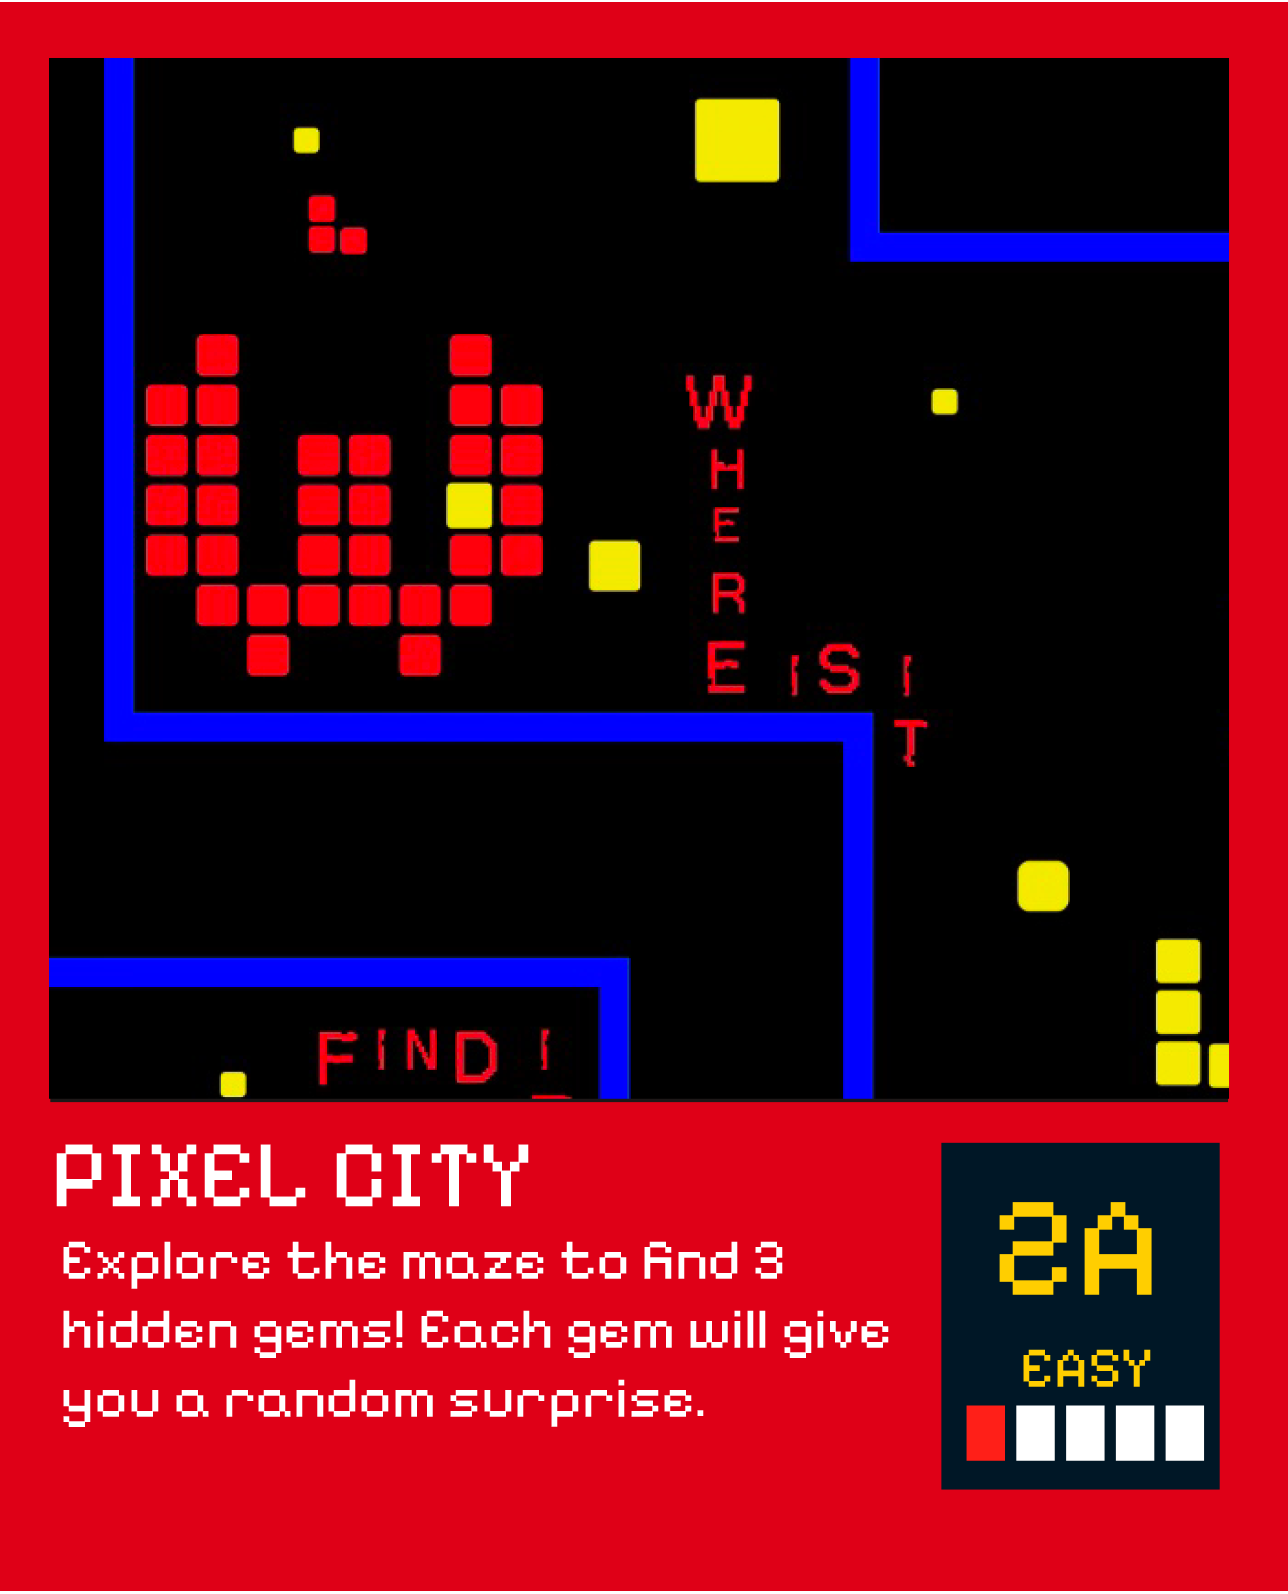 WHERE IS IT
FIND I
PIXEL CITY
Explore the maze to find 3
hidden gems! Each gem will give
you a random surprise.
2A
EASY